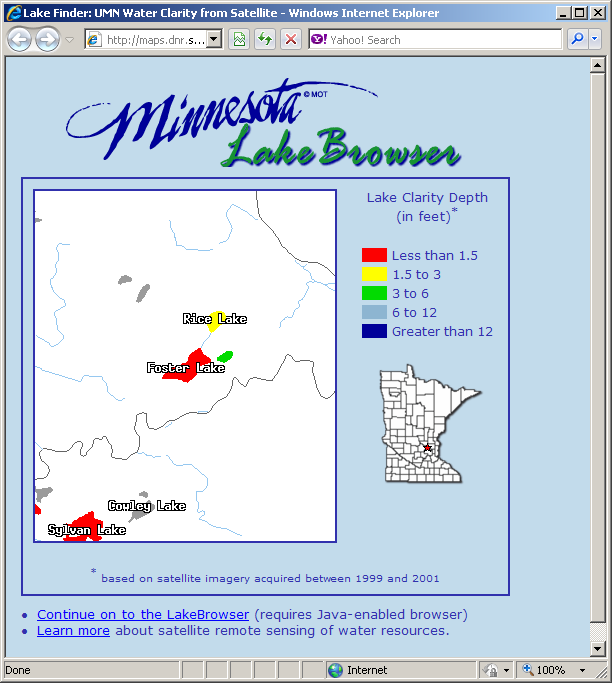 Lake Finder: UMN Water Clarity from Satellite - Windows Internet Explorer
http://maps.dnr.s...
Yahoo! Search
Minnesota © MOT
LakeBrowser
Lake Clarity Depth
(in feet)*
Less than 1.5
1.5 to 3
3 to 6
6 to 12
Greater than 12
Rice Lake
Foster Lake
Cowley Lake
Sylvan Lake
* based on satellite imagery acquired between 1999 and 2001
• Continue on to the LakeBrowser (requires Java-enabled browser)
• Learn more about satellite remote sensing of water resources.
Done
Internet
100%